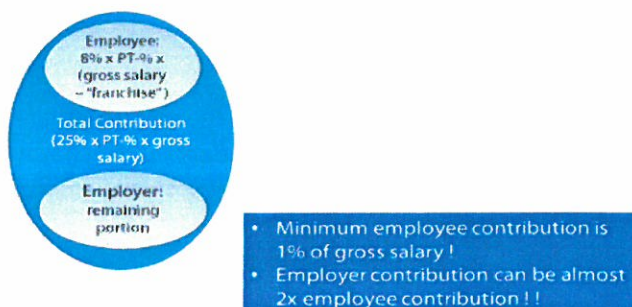 Employee:
8% x PT-% x
(gross salary
– "franchise")
Total Contribution
(25% x PT-% x gross
salary)
Employer:
remaining
portion
• Minimum employee contribution is
1% of gross salary !
• Employer contribution can be almost
2x employee contribution ! !